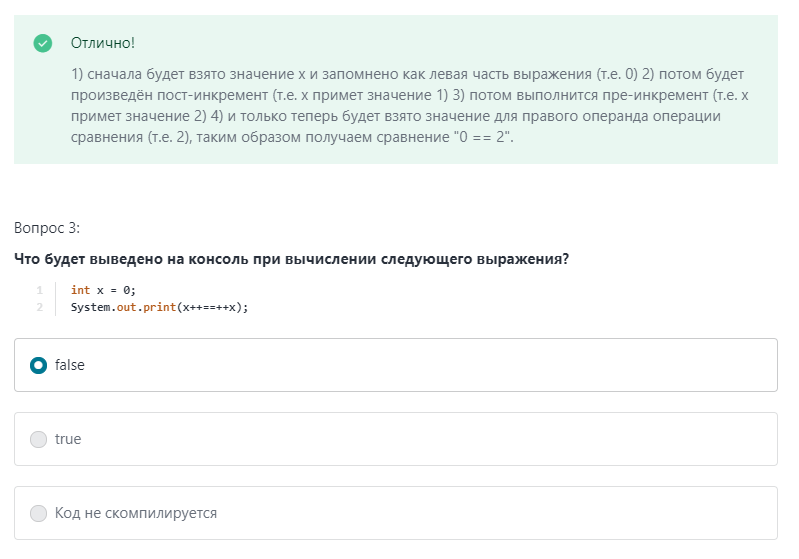 Отлично!
1) сначала будет взято значение x и запомнено как левая часть выражения (т.е. 0) 2) потом будет
произведён пост-инкремент (т.е. x примет значение 1) 3) потом выполнится пре-инкремент (т.е. x
примет значение 2) 4) и только теперь будет взято значение для правого операнда операции
сравнения (т.е. 2), таким образом получаем сравнение "0 == 2".
Вопрос 3:
Что будет выведено на консоль при вычислении следующего выражения?
1 int x = 0;
2 System.out.print(x++==++x);
false
true
Код не скомпилируется